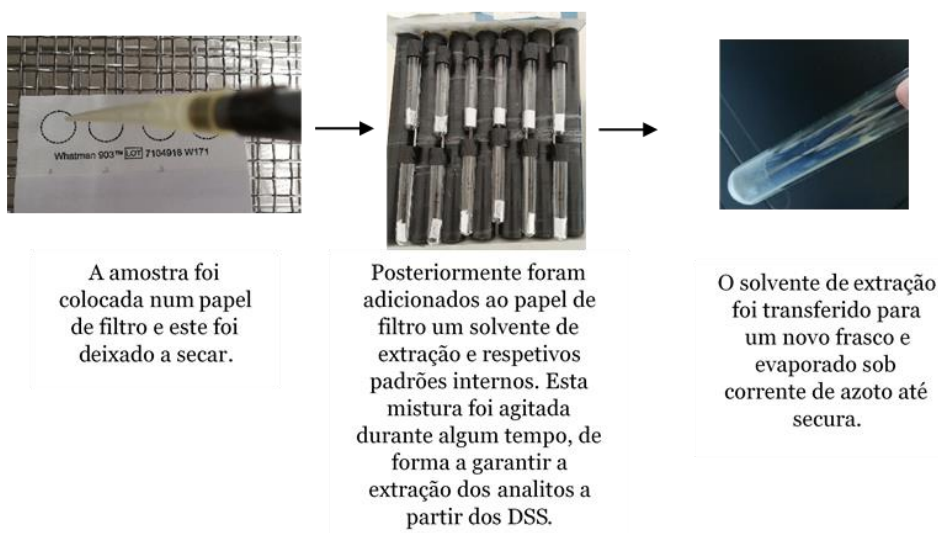 Whatman 903™ LOT 7104916 W171
A amostra foi
colocada num papel
de filtro e este foi
deixado a secar.
Posteriormente foram
adicionados ao papel de
filtro um solvente de
extração e respetivos
padrões internos. Esta
mistura foi agitada
durante algum tempo, de
forma a garantir a
extração dos analitos a
partir dos DSS.
O solvente de extração
foi transferido para
um novo frasco e
evaporado sob
corrente de azoto até
secura.